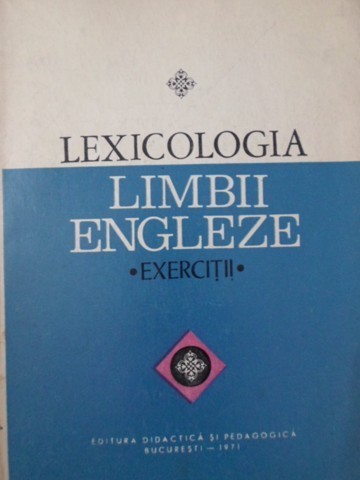 LEXICOLOGIA
LIMBII
ENGLEZE
• EXERCIȚII •
EDITURA DIDACTICĂ ȘI PEDAGOGICĂ
BUCUREȘTI — 1971